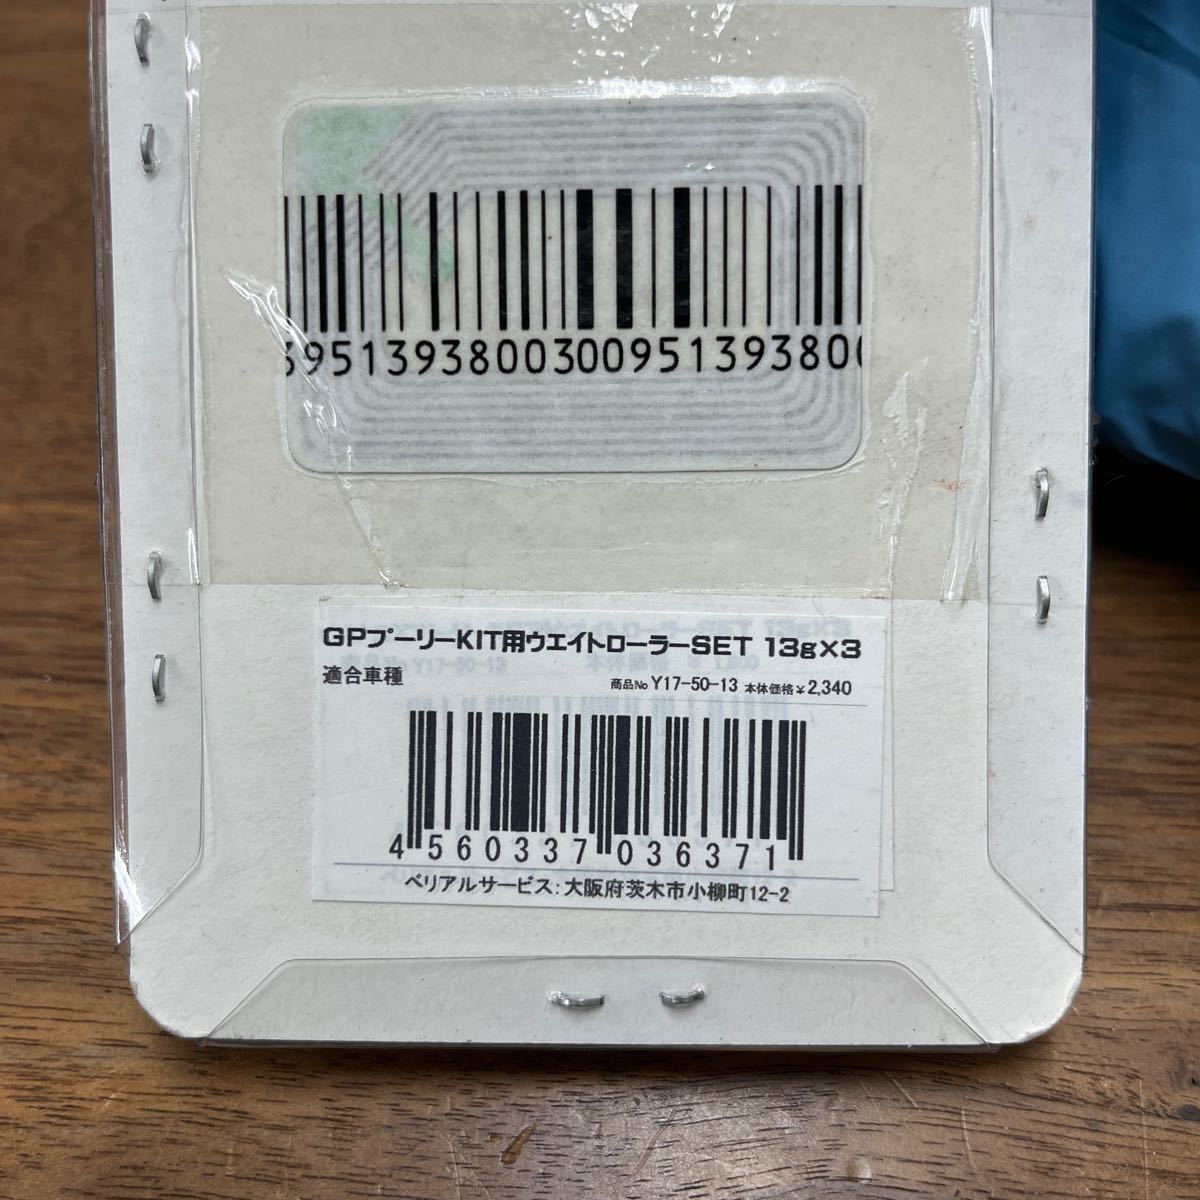 3951393800300951393800
GPプーリーKIT用ウエイトローラーSET 13g×3
適合車種
商品No Y17-50-13 本体価格¥2,340
4 560337 036371
ベリアルサービス:大阪府茨木市小柳町12-2